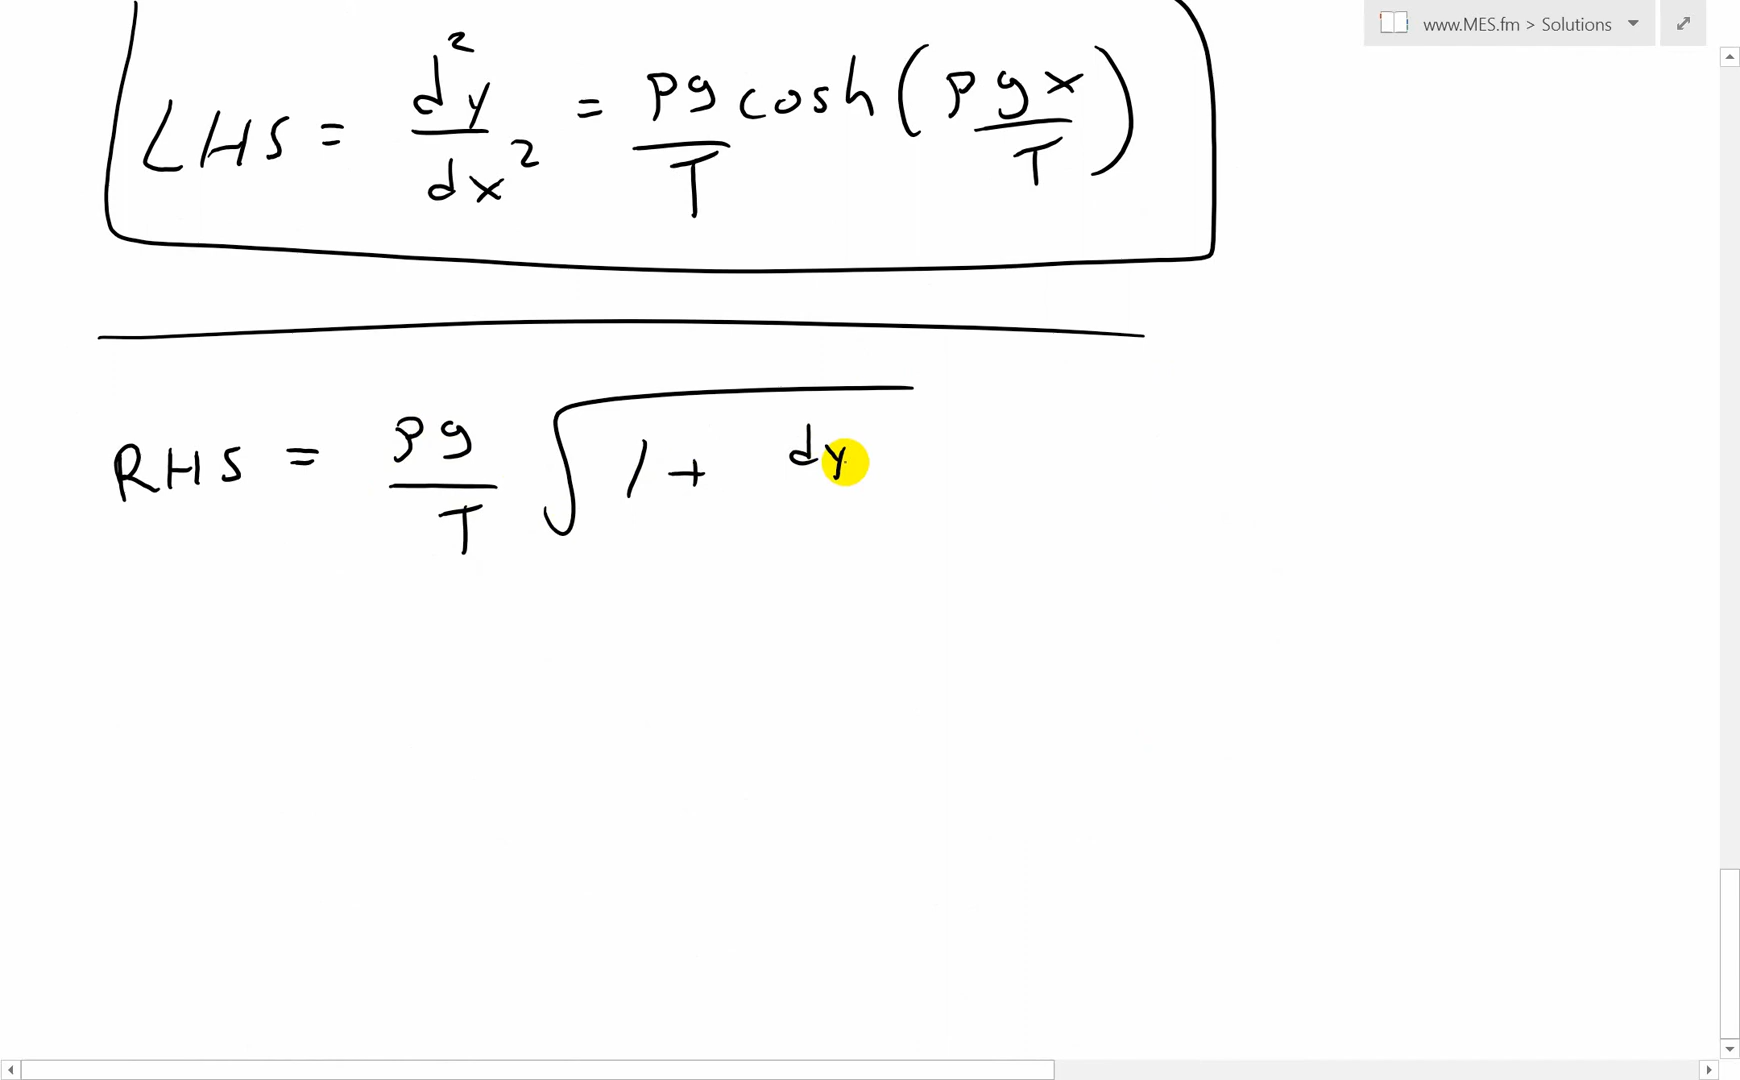 www.MES.fm > Solutions
LHS = d²y/dx² = ρg/T cosh(ρgx/T)
RHS = ρg/T √(1 + dy